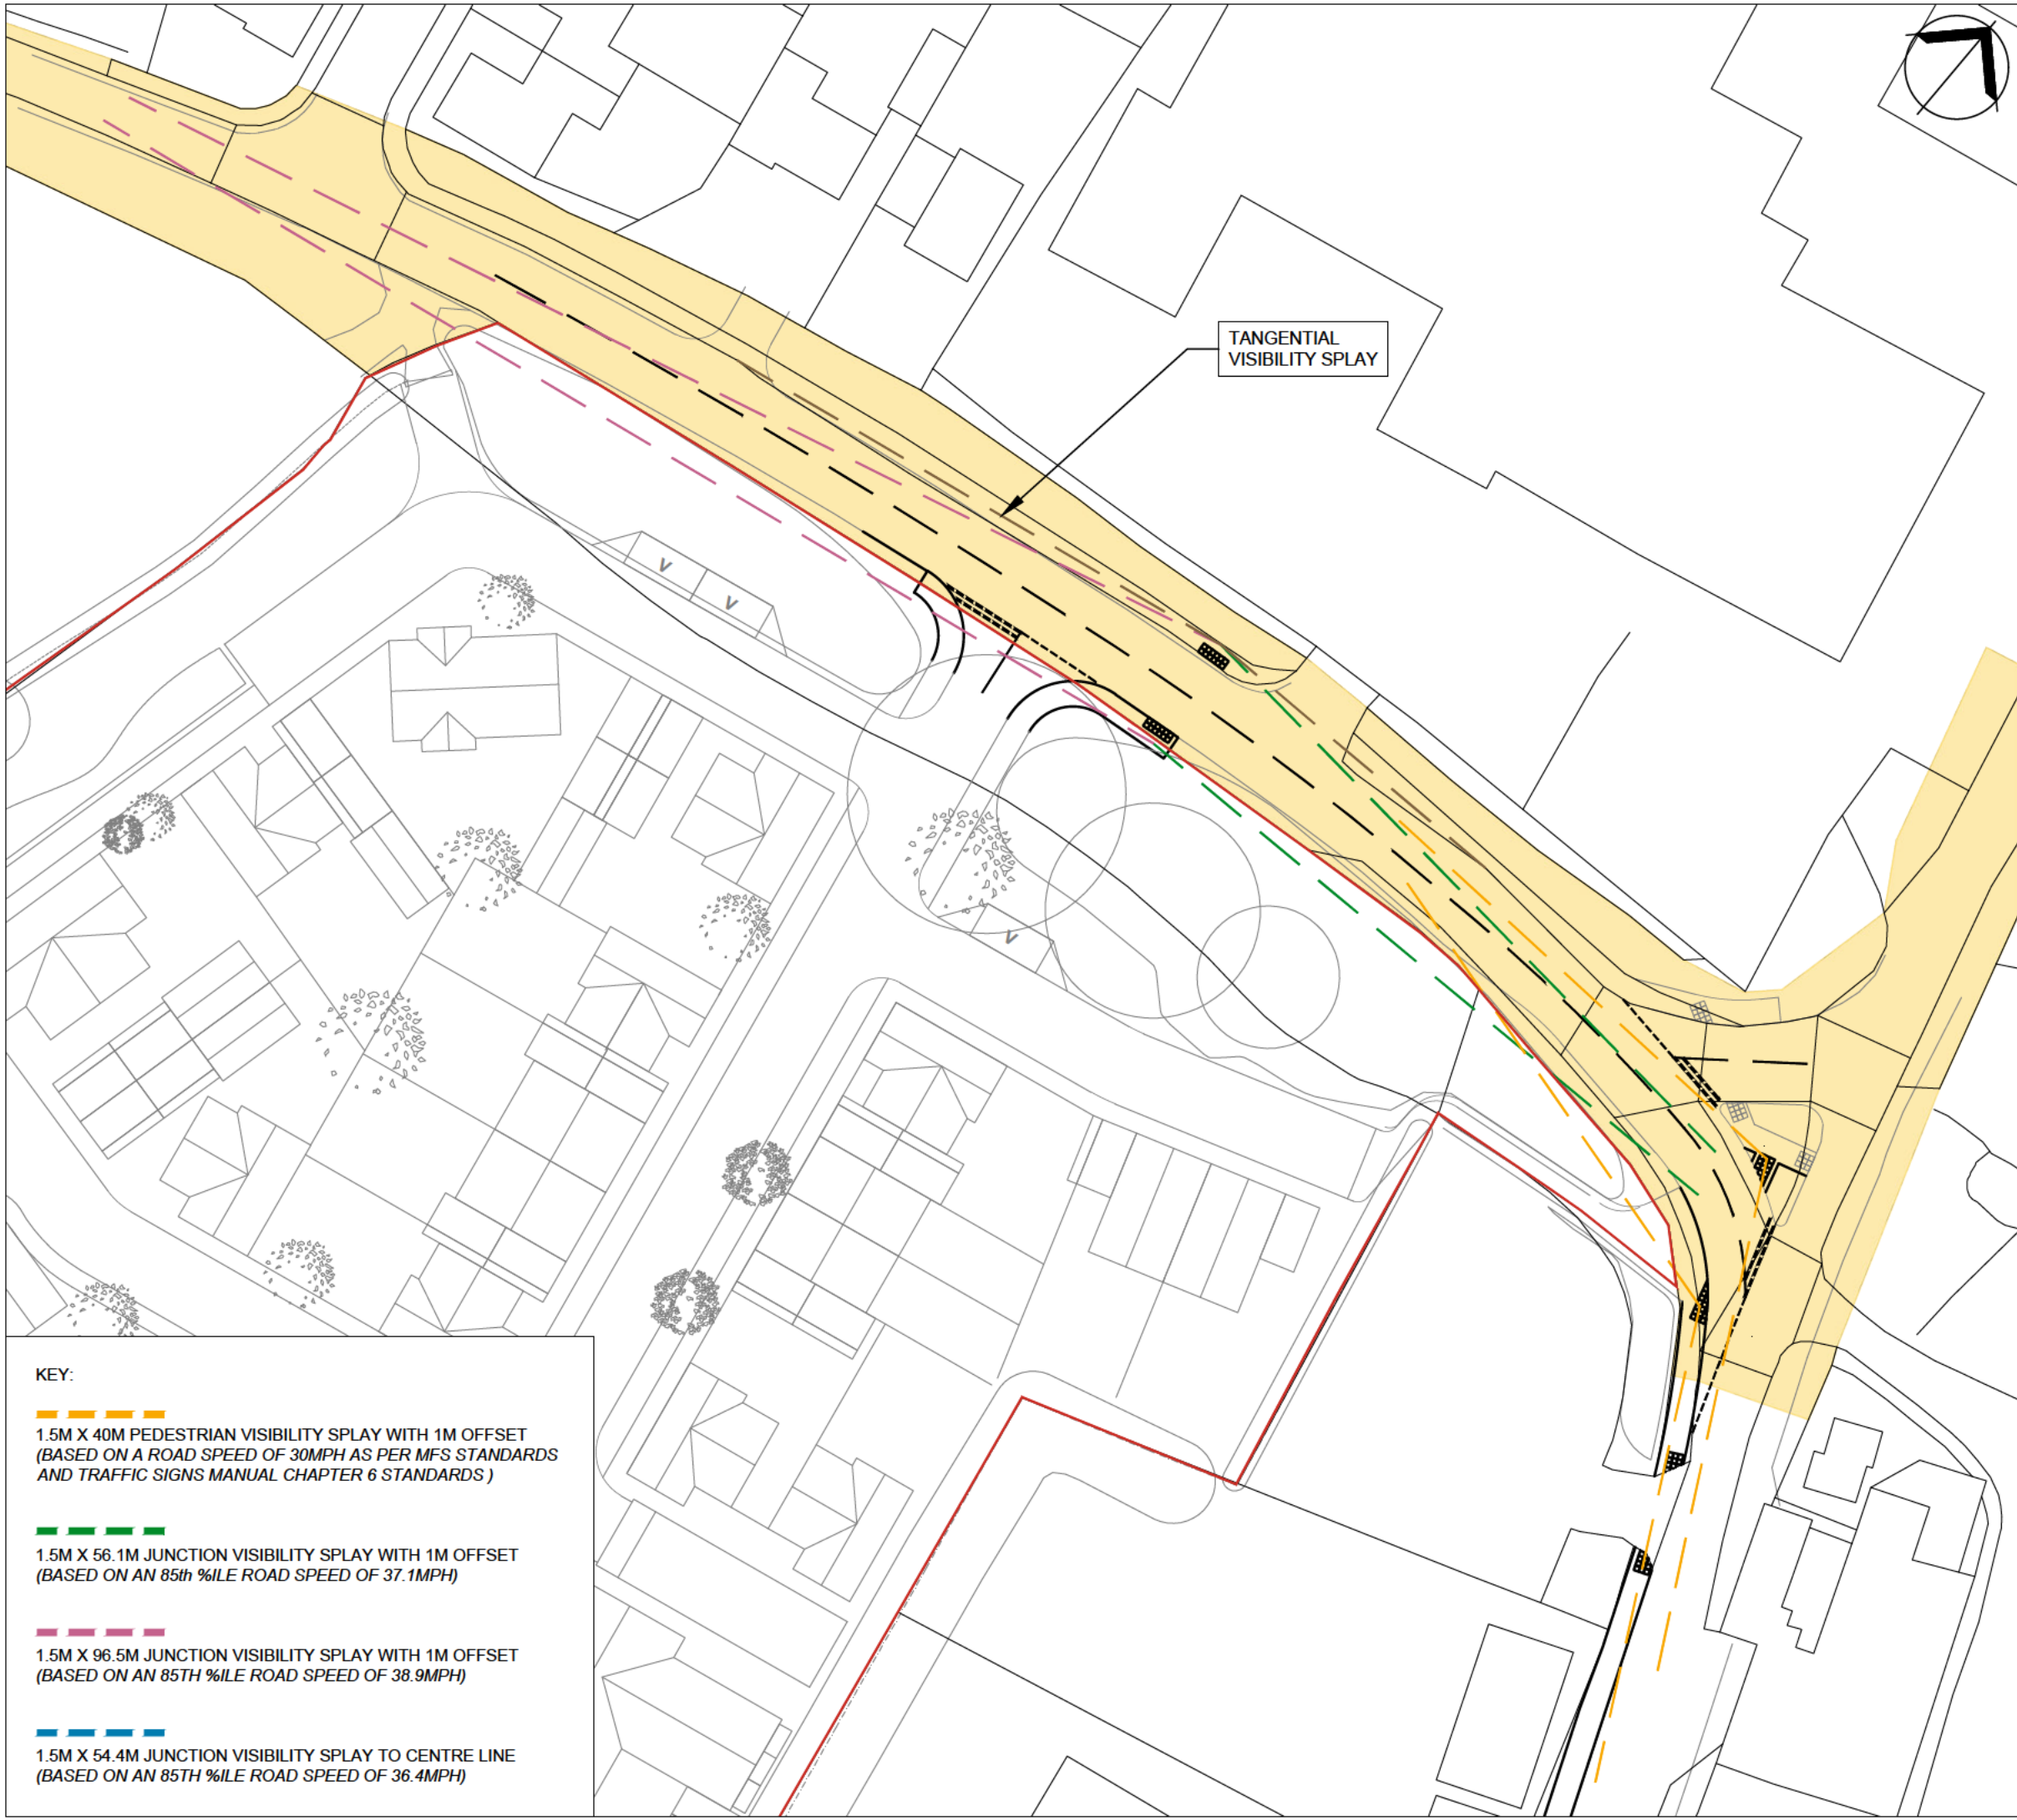 TANGENTIAL
VISIBILITY SPLAY
V
V
V
KEY:
1.5M X 40M PEDESTRIAN VISIBILITY SPLAY WITH 1M OFFSET
(BASED ON A ROAD SPEED OF 30MPH AS PER MFS STANDARDS
AND TRAFFIC SIGNS MANUAL CHAPTER 6 STANDARDS )
1.5M X 56.1M JUNCTION VISIBILITY SPLAY WITH 1M OFFSET
(BASED ON AN 85th %ILE ROAD SPEED OF 37.1MPH)
1.5M X 96.5M JUNCTION VISIBILITY SPLAY WITH 1M OFFSET
(BASED ON AN 85TH %ILE ROAD SPEED OF 38.9MPH)
1.5M X 54.4M JUNCTION VISIBILITY SPLAY TO CENTRE LINE
(BASED ON AN 85TH %ILE ROAD SPEED OF 36.4MPH)